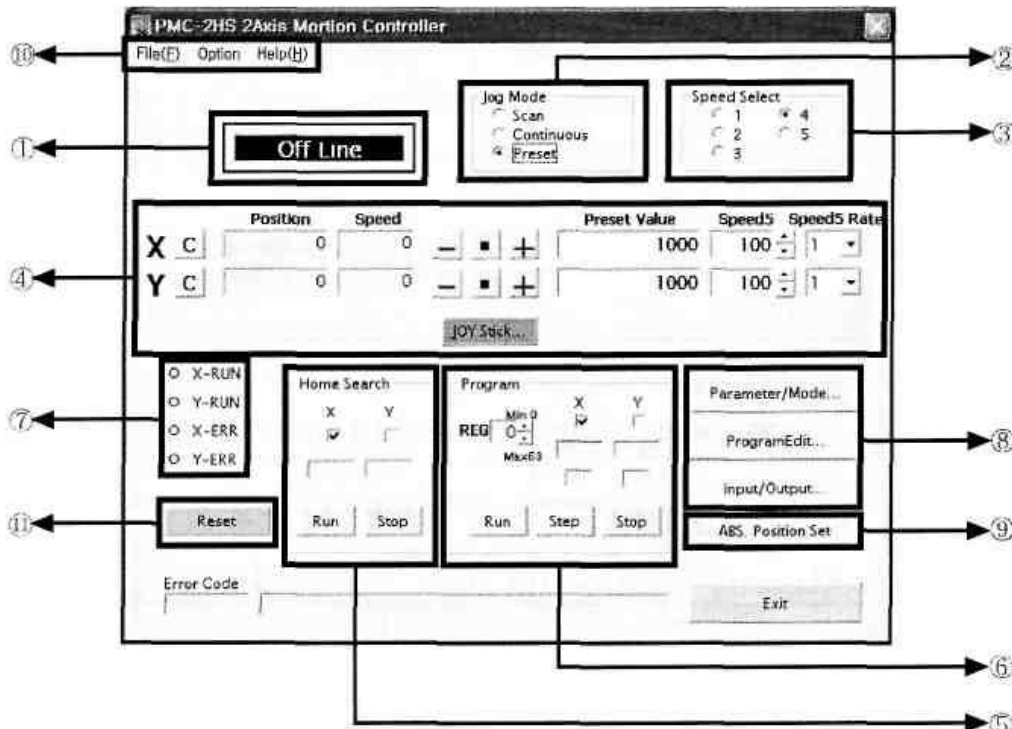 PMC-2HS 2Axis Mortion Controller
⑩
File(F) Option Help(H)
②
Jog Mode
Scan
Continuous
Preset
Speed Select
1 4
2 5
3
③
①
Off Line
Position Speed Preset Value Speed5 Speed5 Rate
X C 0 0 - ■ + 1000 100 1
④
Y C 0 0 - ■ + 1000 100 1
JOY Stick...
⑦
X-RUN
Y-RUN
X-ERR
Y-ERR
Home Search
X Y
Run Stop
Program
X Y
REG Min 0
0
Max63
Run Step Stop
Parameter/Mode...
ProgramEdit...
Input/Output...
⑧
⑪
Reset
ABS. Position Set
⑨
Error Code
Exit
⑥
⑤